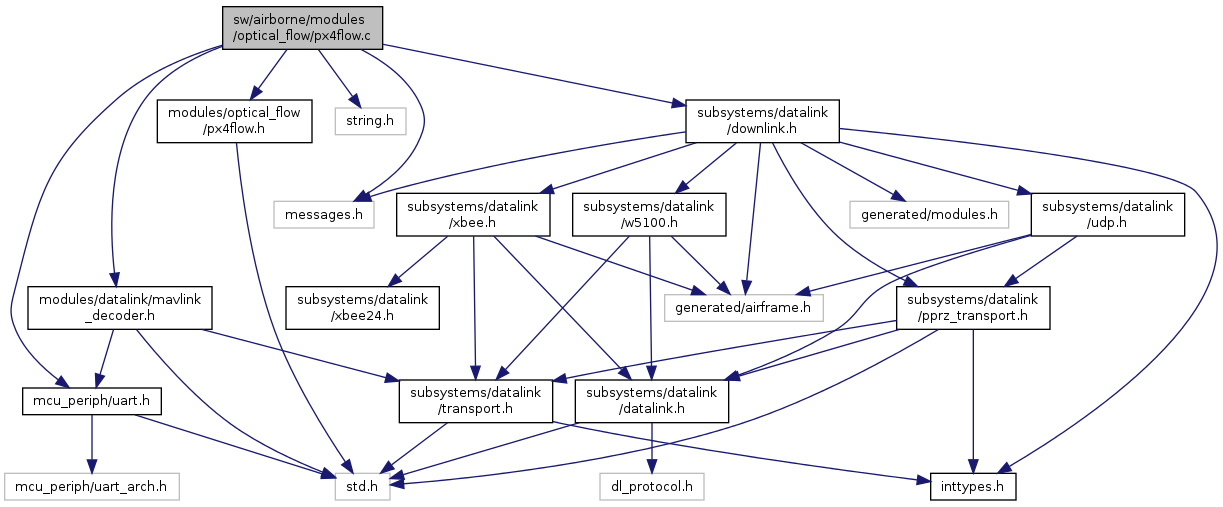 sw/airborne/modules
/optical_flow/px4flow.c
modules/optical_flow
/px4flow.h
string.h
subsystems/datalink
/downlink.h
messages.h
subsystems/datalink
/xbee.h
subsystems/datalink
/w5100.h
generated/modules.h
subsystems/datalink
/udp.h
modules/datalink/mavlink
_decoder.h
subsystems/datalink
/xbee24.h
generated/airframe.h
subsystems/datalink
/pprz_transport.h
mcu_periph/uart.h
subsystems/datalink
/transport.h
subsystems/datalink
/datalink.h
mcu_periph/uart_arch.h
std.h
dl_protocol.h
inttypes.h